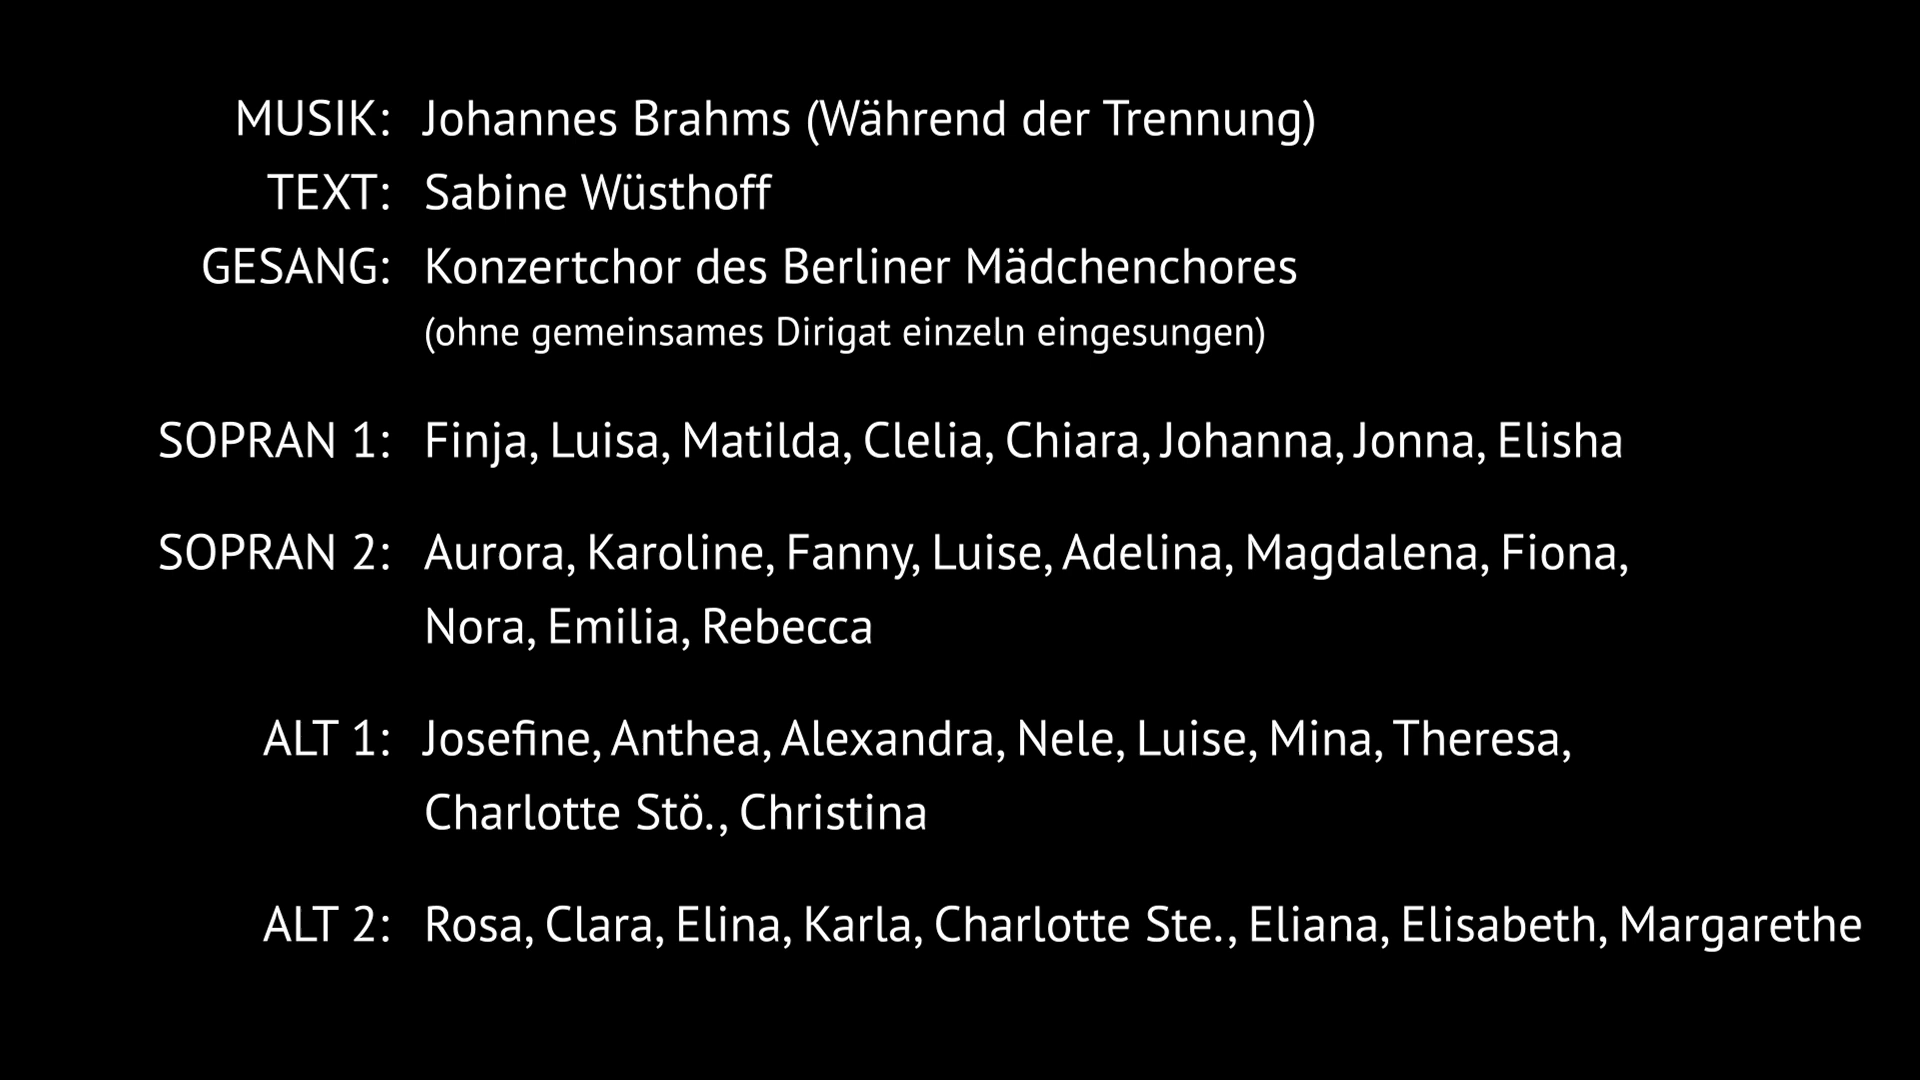 MUSIK: Johannes Brahms (Während der Trennung)
TEXT: Sabine Wüsthoff
GESANG: Konzertchor des Berliner Mädchenchores
(ohne gemeinsames Dirigat einzeln eingesungen)
SOPRAN 1: Finja, Luisa, Matilda, Clelia, Chiara, Johanna, Jonna, Elisha
SOPRAN 2: Aurora, Karoline, Fanny, Luise, Adelina, Magdalena, Fiona,
Nora, Emilia, Rebecca
ALT 1: Josefine, Anthea, Alexandra, Nele, Luise, Mina, Theresa,
Charlotte Stö., Christina
ALT 2: Rosa, Clara, Elina, Karla, Charlotte Ste., Eliana, Elisabeth, Margarethe